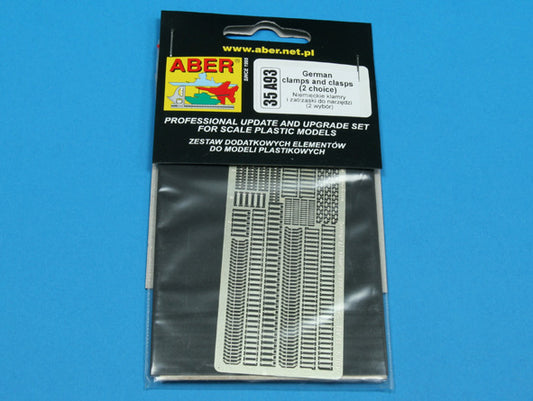 www.aber.net.pl
ABER
SINCE 1995
35 A93
German
clamps and clasps
(2 choice)
Niemieckie klamry
i zatrzaski do narzędzi
(2 wybór)
PROFESSIONAL UPDATE AND UPGRADE SET
FOR SCALE PLASTIC MODELS
ZESTAW DODATKOWYCH ELEMENTÓW
DO MODELI PLASTIKOWYCH